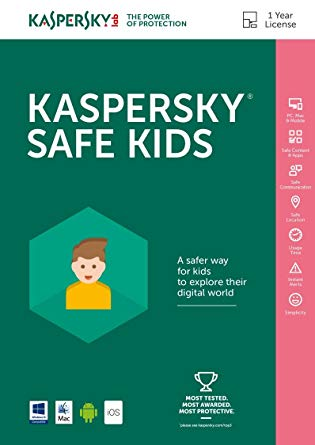 KASPERSKY lab
THE POWER
OF PROTECTION
1 Year
License
KASPERSKY®
SAFE KIDS
PC, Mac
& Mobile
Safe Content
& Apps
Safe
Communication
Safe
Location
Usage
Time
Instant
Alerts
Simplicity
A safer way
for kids
to explore their
digital world
MOST TESTED.
MOST AWARDED.
MOST PROTECTIVE.*
Mac
iOS